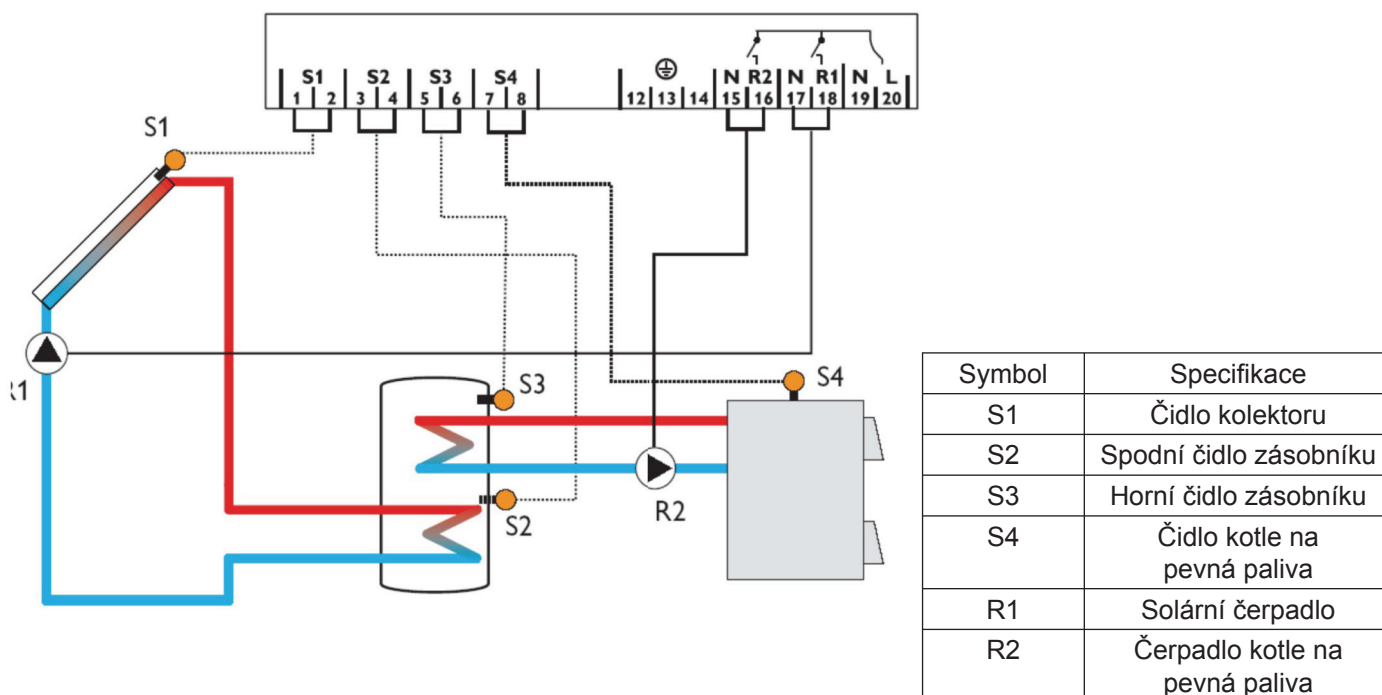 S1 S2 S3 S4 N R2 N R1 N L
1 2 3 4 5 6 7 8 12 13 14 15 16 17 18 19 20
S1
S3
S4
R1
R2
S2
Symbol Specifikace
S1 Čidlo kolektoru
S2 Spodní čidlo zásobníku
S3 Horní čidlo zásobníku
S4 Čidlo kotle na
pevná paliva
R1 Solární čerpadlo
R2 Čerpadlo kotle na
pevná paliva